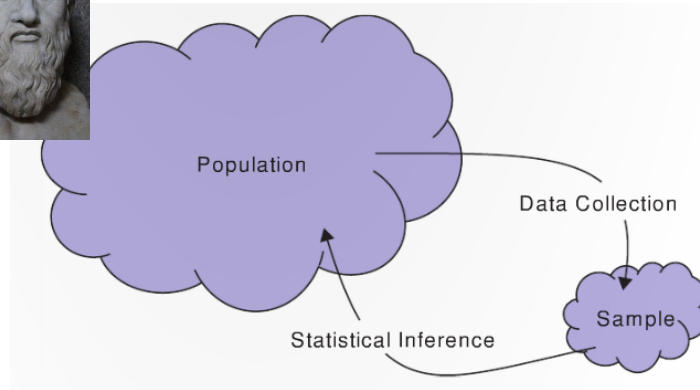 Population
Data Collection
Sample
Statistical Inference